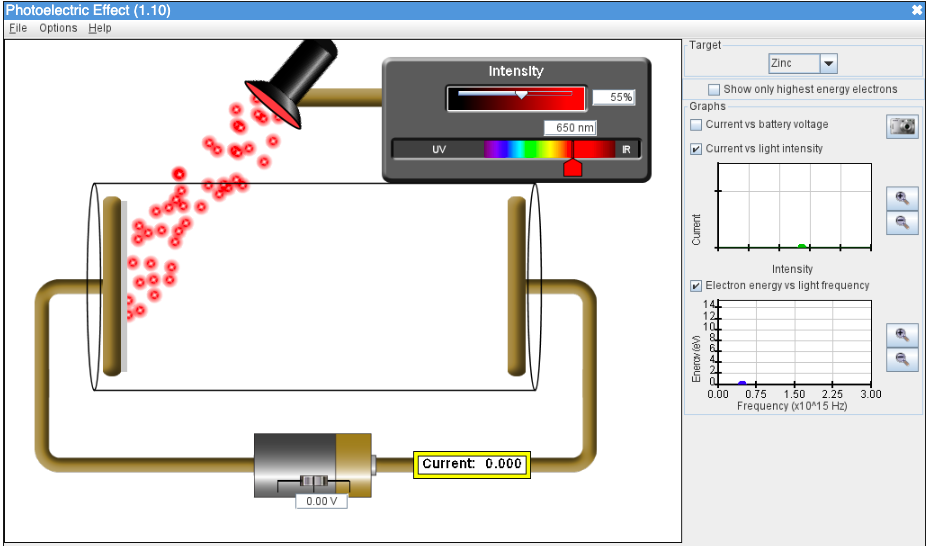 Photoelectric Effect (1.10)
File Options Help
Intensity
55%
650 nm
UV
IR
0.00 V
Current: 0.000
Target
Zinc
Show only highest energy electrons
Graphs
Current vs battery voltage
Current vs light intensity
Current
Intensity
Electron energy vs light frequency
Energy (eV)
14
12
10
8
6
4
2
0
0.00 0.75 1.50 2.25 3.00
Frequency (x10^15 Hz)